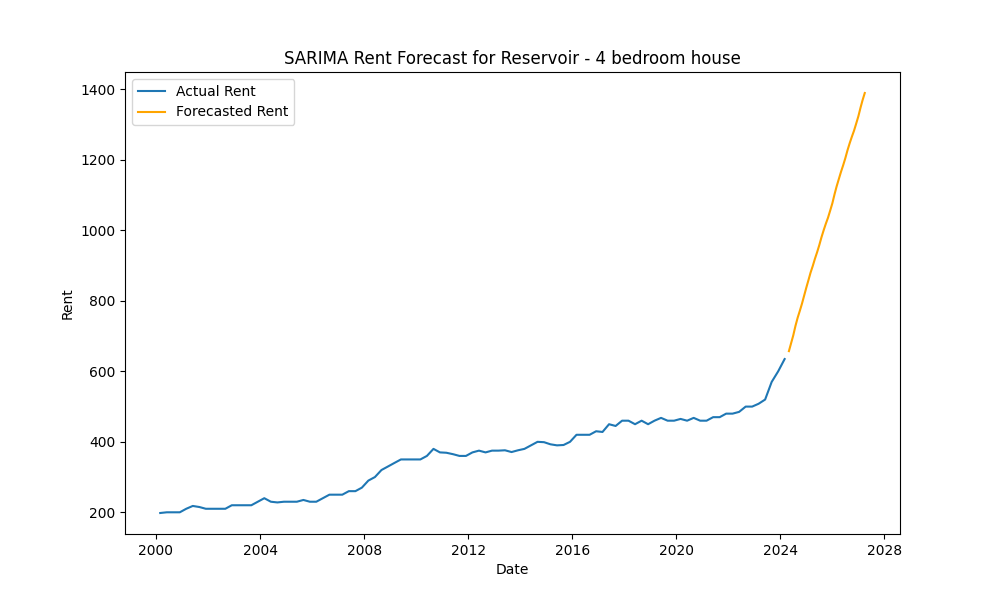 SARIMA Rent Forecast for Reservoir - 4 bedroom house
Actual Rent
Forecasted Rent
1400
1200
1000
800
600
400
200
Rent
2000 2004 2008 2012 2016 2020 2024 2028
Date